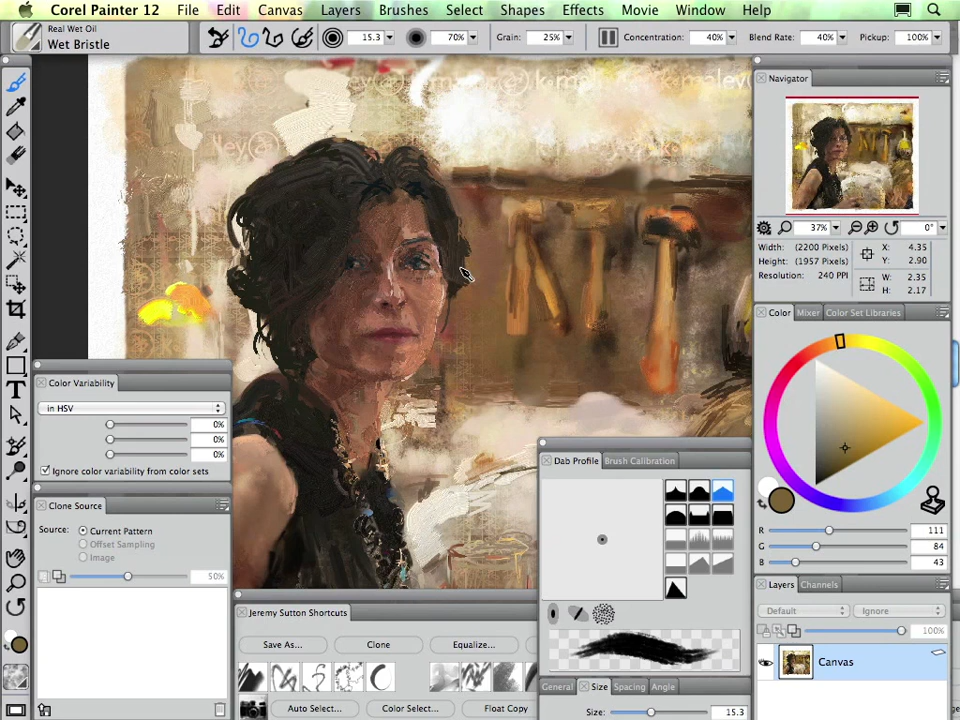 Corel Painter 12 File Edit Canvas Layers Brushes Select Shapes Effects Movie Window Help
Real Wet Oil
Wet Bristle
15.3 70% Grain: 25% Concentration: 40% Blend Rate: 40% Pickup: 100%
Navigator
37% 0°
Width: (2200 Pixels)
Height: (1957 Pixels)
Resolution: 240 PPI
X: 4.35
Y: 2.90
W: 2.35
H: 2.17
Color Mixer Color Set Libraries
R 111
G 84
B 43
Layers Channels
Default Ignore
100%
Canvas
Color Variability
in HSV
0%
0%
0%
Ignore color variability from color sets
Clone Source
Source: Current Pattern
Offset Sampling
Image
50%
Jeremy Sutton Shortcuts
Save As... Clone Equalize...
Auto Select... Color Select... Float Copy
Dab Profile Brush Calibration
General Size Spacing Angle
Size: 15.3
T